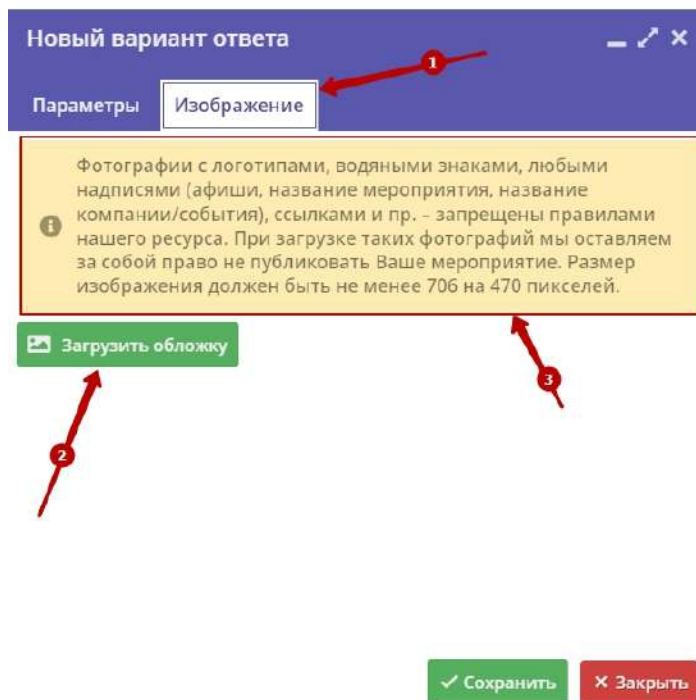 Новый вариант ответа
1
Параметры Изображение
Фотографии с логотипами, водяными знаками, любыми
надписями (афиши, название мероприятия, название
компании/события), ссылками и пр. – запрещены правилами
нашего ресурса. При загрузке таких фотографий мы оставляем
за собой право не публиковать Ваше мероприятие. Размер
изображения должен быть не менее 706 на 470 пикселей.
Загрузить обложку
3
2
Сохранить Закрыть